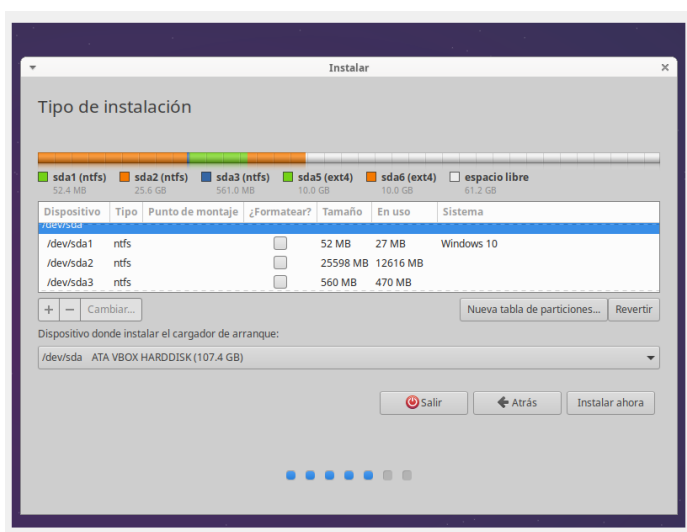 Instalar
Tipo de instalación
sda1 (ntfs) sda2 (ntfs) sda3 (ntfs) sda5 (ext4) sda6 (ext4) espacio libre
52.4 MB 25.6 GB 561.0 MB 10.0 GB 10.0 GB 61.2 GB
Dispositivo Tipo Punto de montaje ¿Formatear? Tamaño En uso Sistema
/dev/sda
/dev/sda1 ntfs 52 MB 27 MB Windows 10
/dev/sda2 ntfs 25598 MB 12616 MB
/dev/sda3 ntfs 560 MB 470 MB
+ − Cambiar... Nueva tabla de particiones... Revertir
Dispositivo donde instalar el cargador de arranque:
/dev/sda ATA VBOX HARDDISK (107.4 GB)
Salir Atrás Instalar ahora